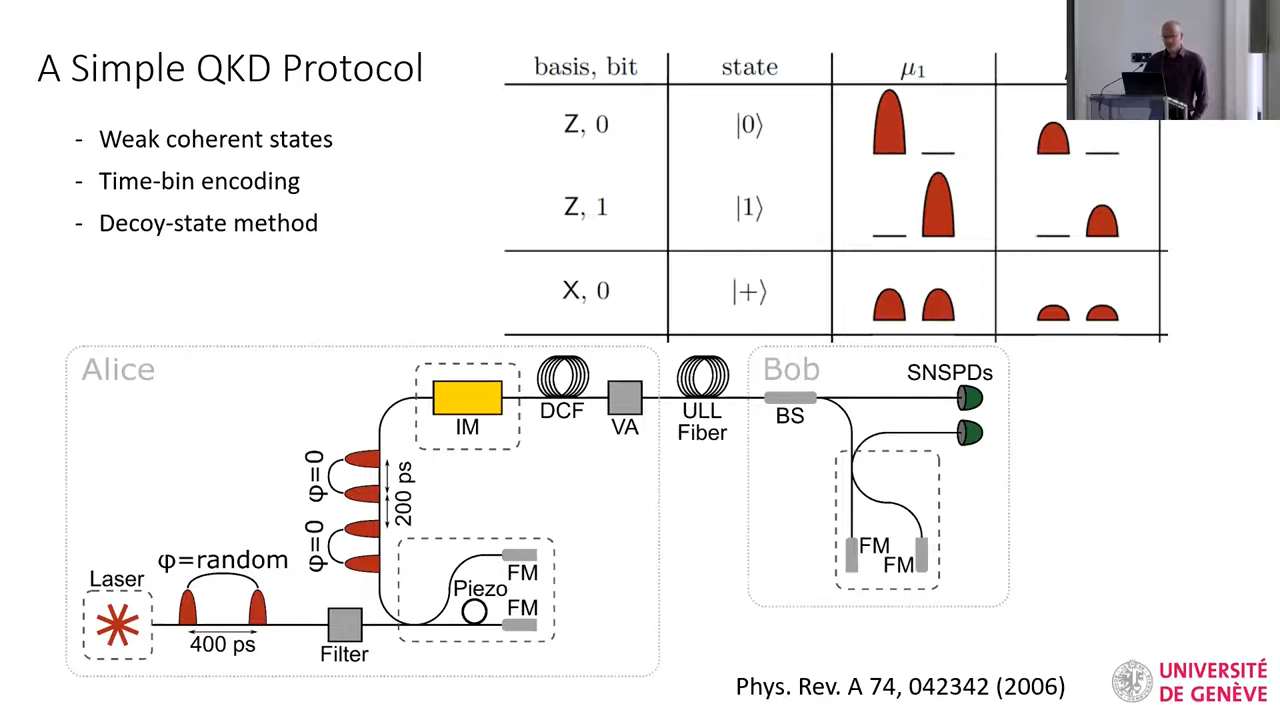 A Simple QKD Protocol
- Weak coherent states
- Time-bin encoding
- Decoy-state method
basis, bit state μ₁
Z, 0 |0⟩
Z, 1 |1⟩
X, 0 |+⟩
Alice
IM
DCF
VA
ULL
Fiber
Bob
BS
SNSPDs
φ=0
φ=0
200 ps
φ=random
Laser
400 ps
Filter
Piezo
FM
FM
FM
FM
Phys. Rev. A 74, 042342 (2006)
UNIVERSITÉ
DE GENÈVE